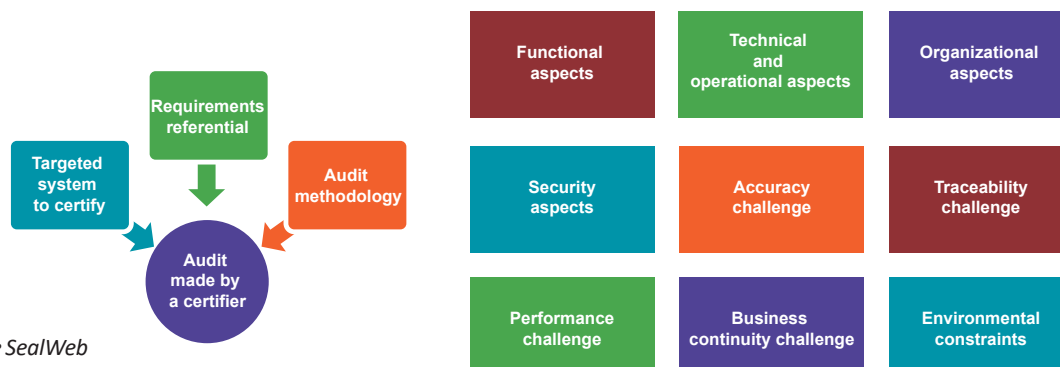 Requirements
referential
Targeted
system
to certify
Audit
methodology
Audit
made by
a certifier
SealWeb
Functional
aspects
Technical
and
operational aspects
Organizational
aspects
Security
aspects
Accuracy
challenge
Traceability
challenge
Performance
challenge
Business
continuity challenge
Environmental
constraints